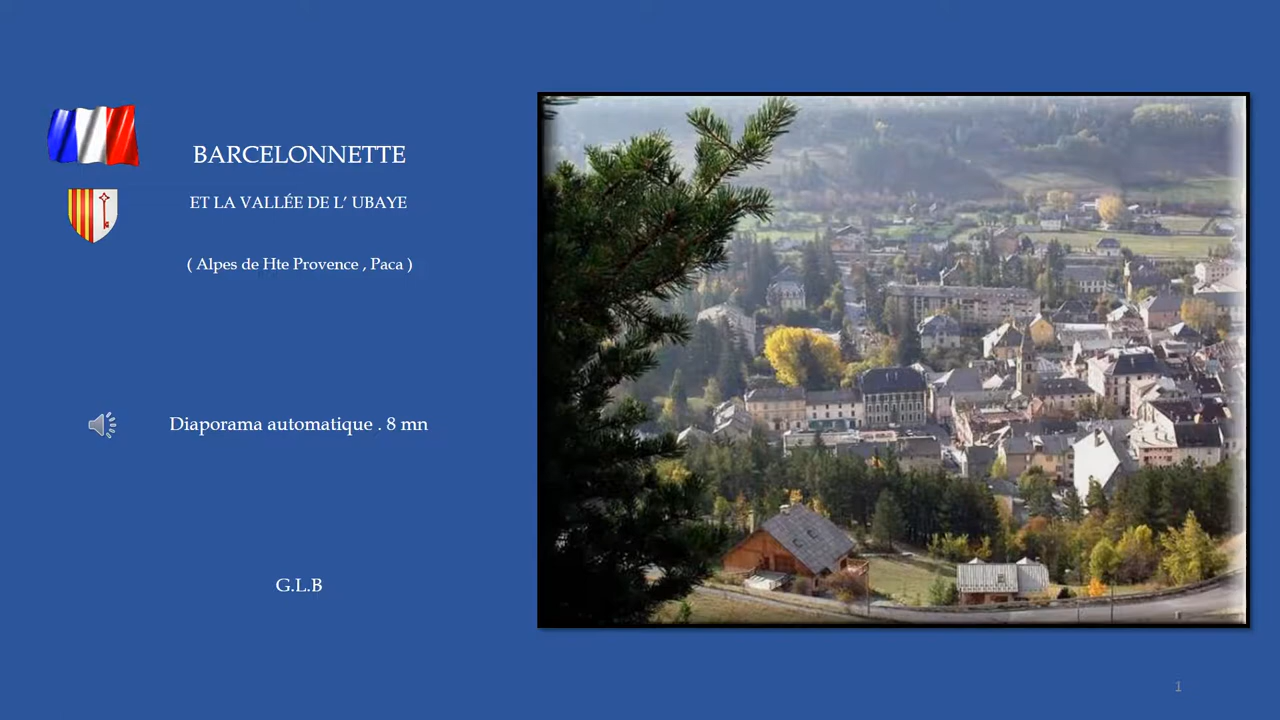 BARCELONNETTE
ET LA VALLÉE DE L’ UBAYE
( Alpes de Hte Provence , Paca )
Diaporama automatique . 8 mn
G.L.B
1